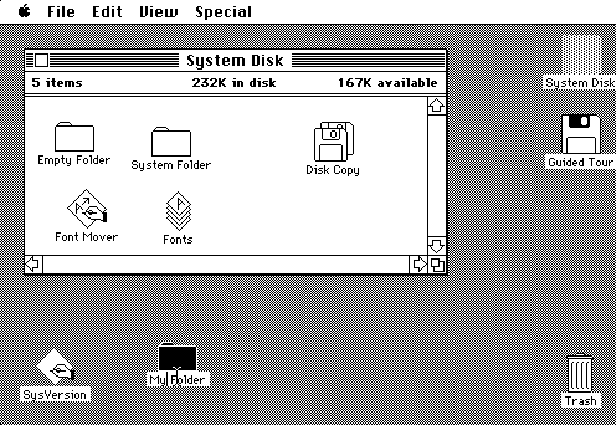 File Edit View Special
System Disk
5 items 232K in disk 167K available
System Disk
Guided Tour
Empty Folder System Folder Disk Copy
Font Mover Fonts
SysVersion My Folder Trash